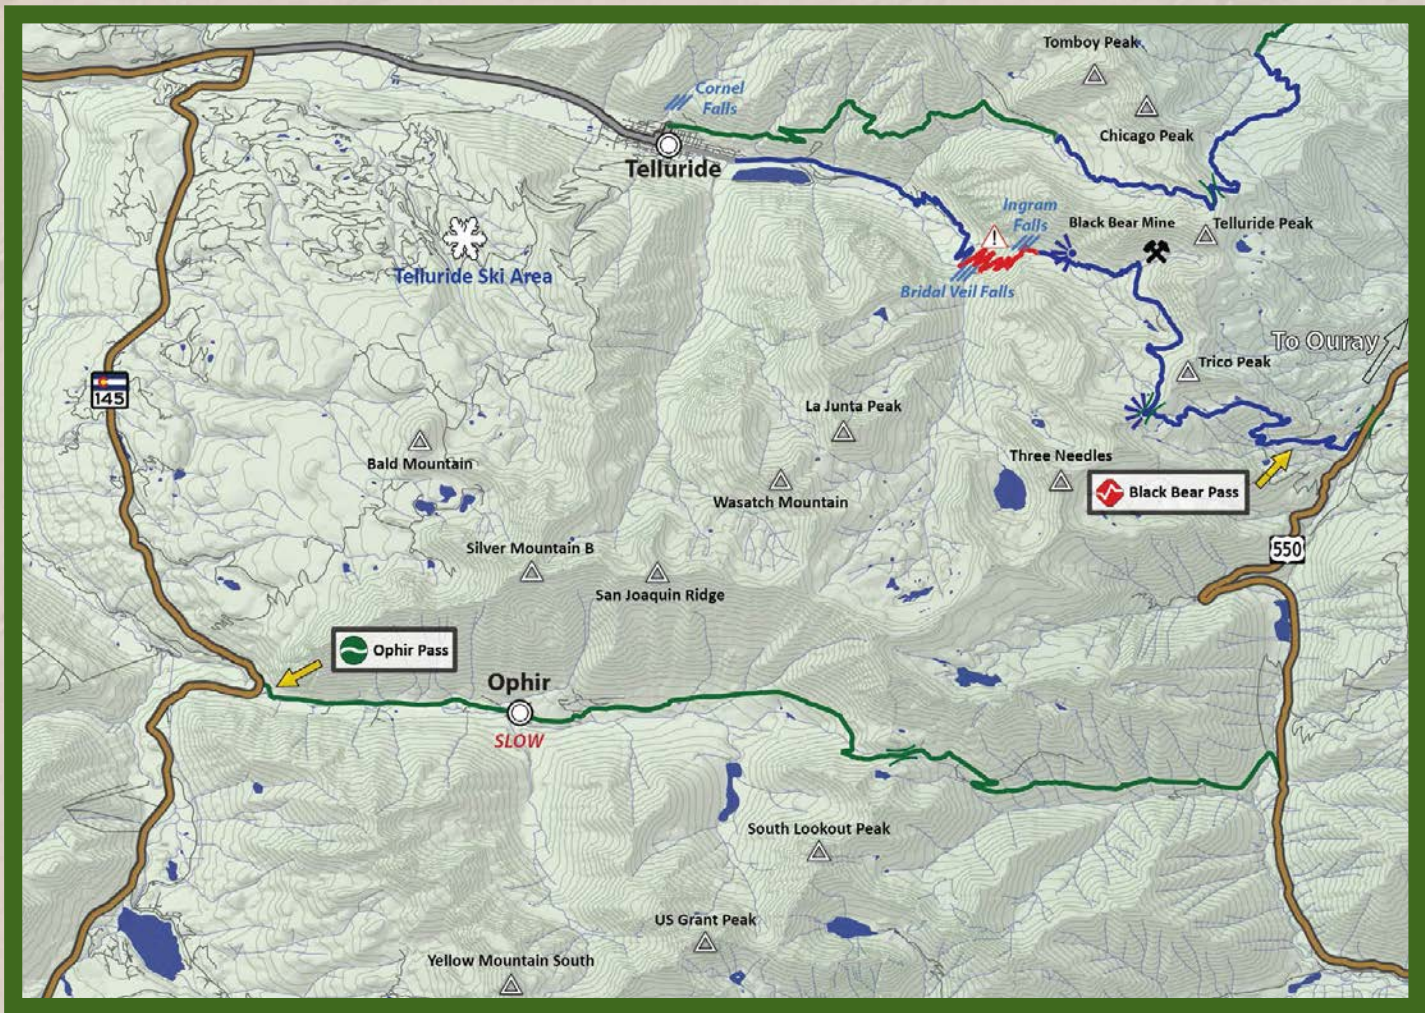 Tomboy Peak
Cornel
Falls
Chicago Peak
Telluride
Ingram
Falls
Black Bear Mine
Telluride Peak
!
Telluride Ski Area
Bridal Veil Falls
To Ouray
Trico Peak
145
La Junta Peak
Bald Mountain
Three Needles
Wasatch Mountain
Black Bear Pass
Silver Mountain B
550
San Joaquin Ridge
Ophir Pass
Ophir
SLOW
South Lookout Peak
US Grant Peak
Yellow Mountain South